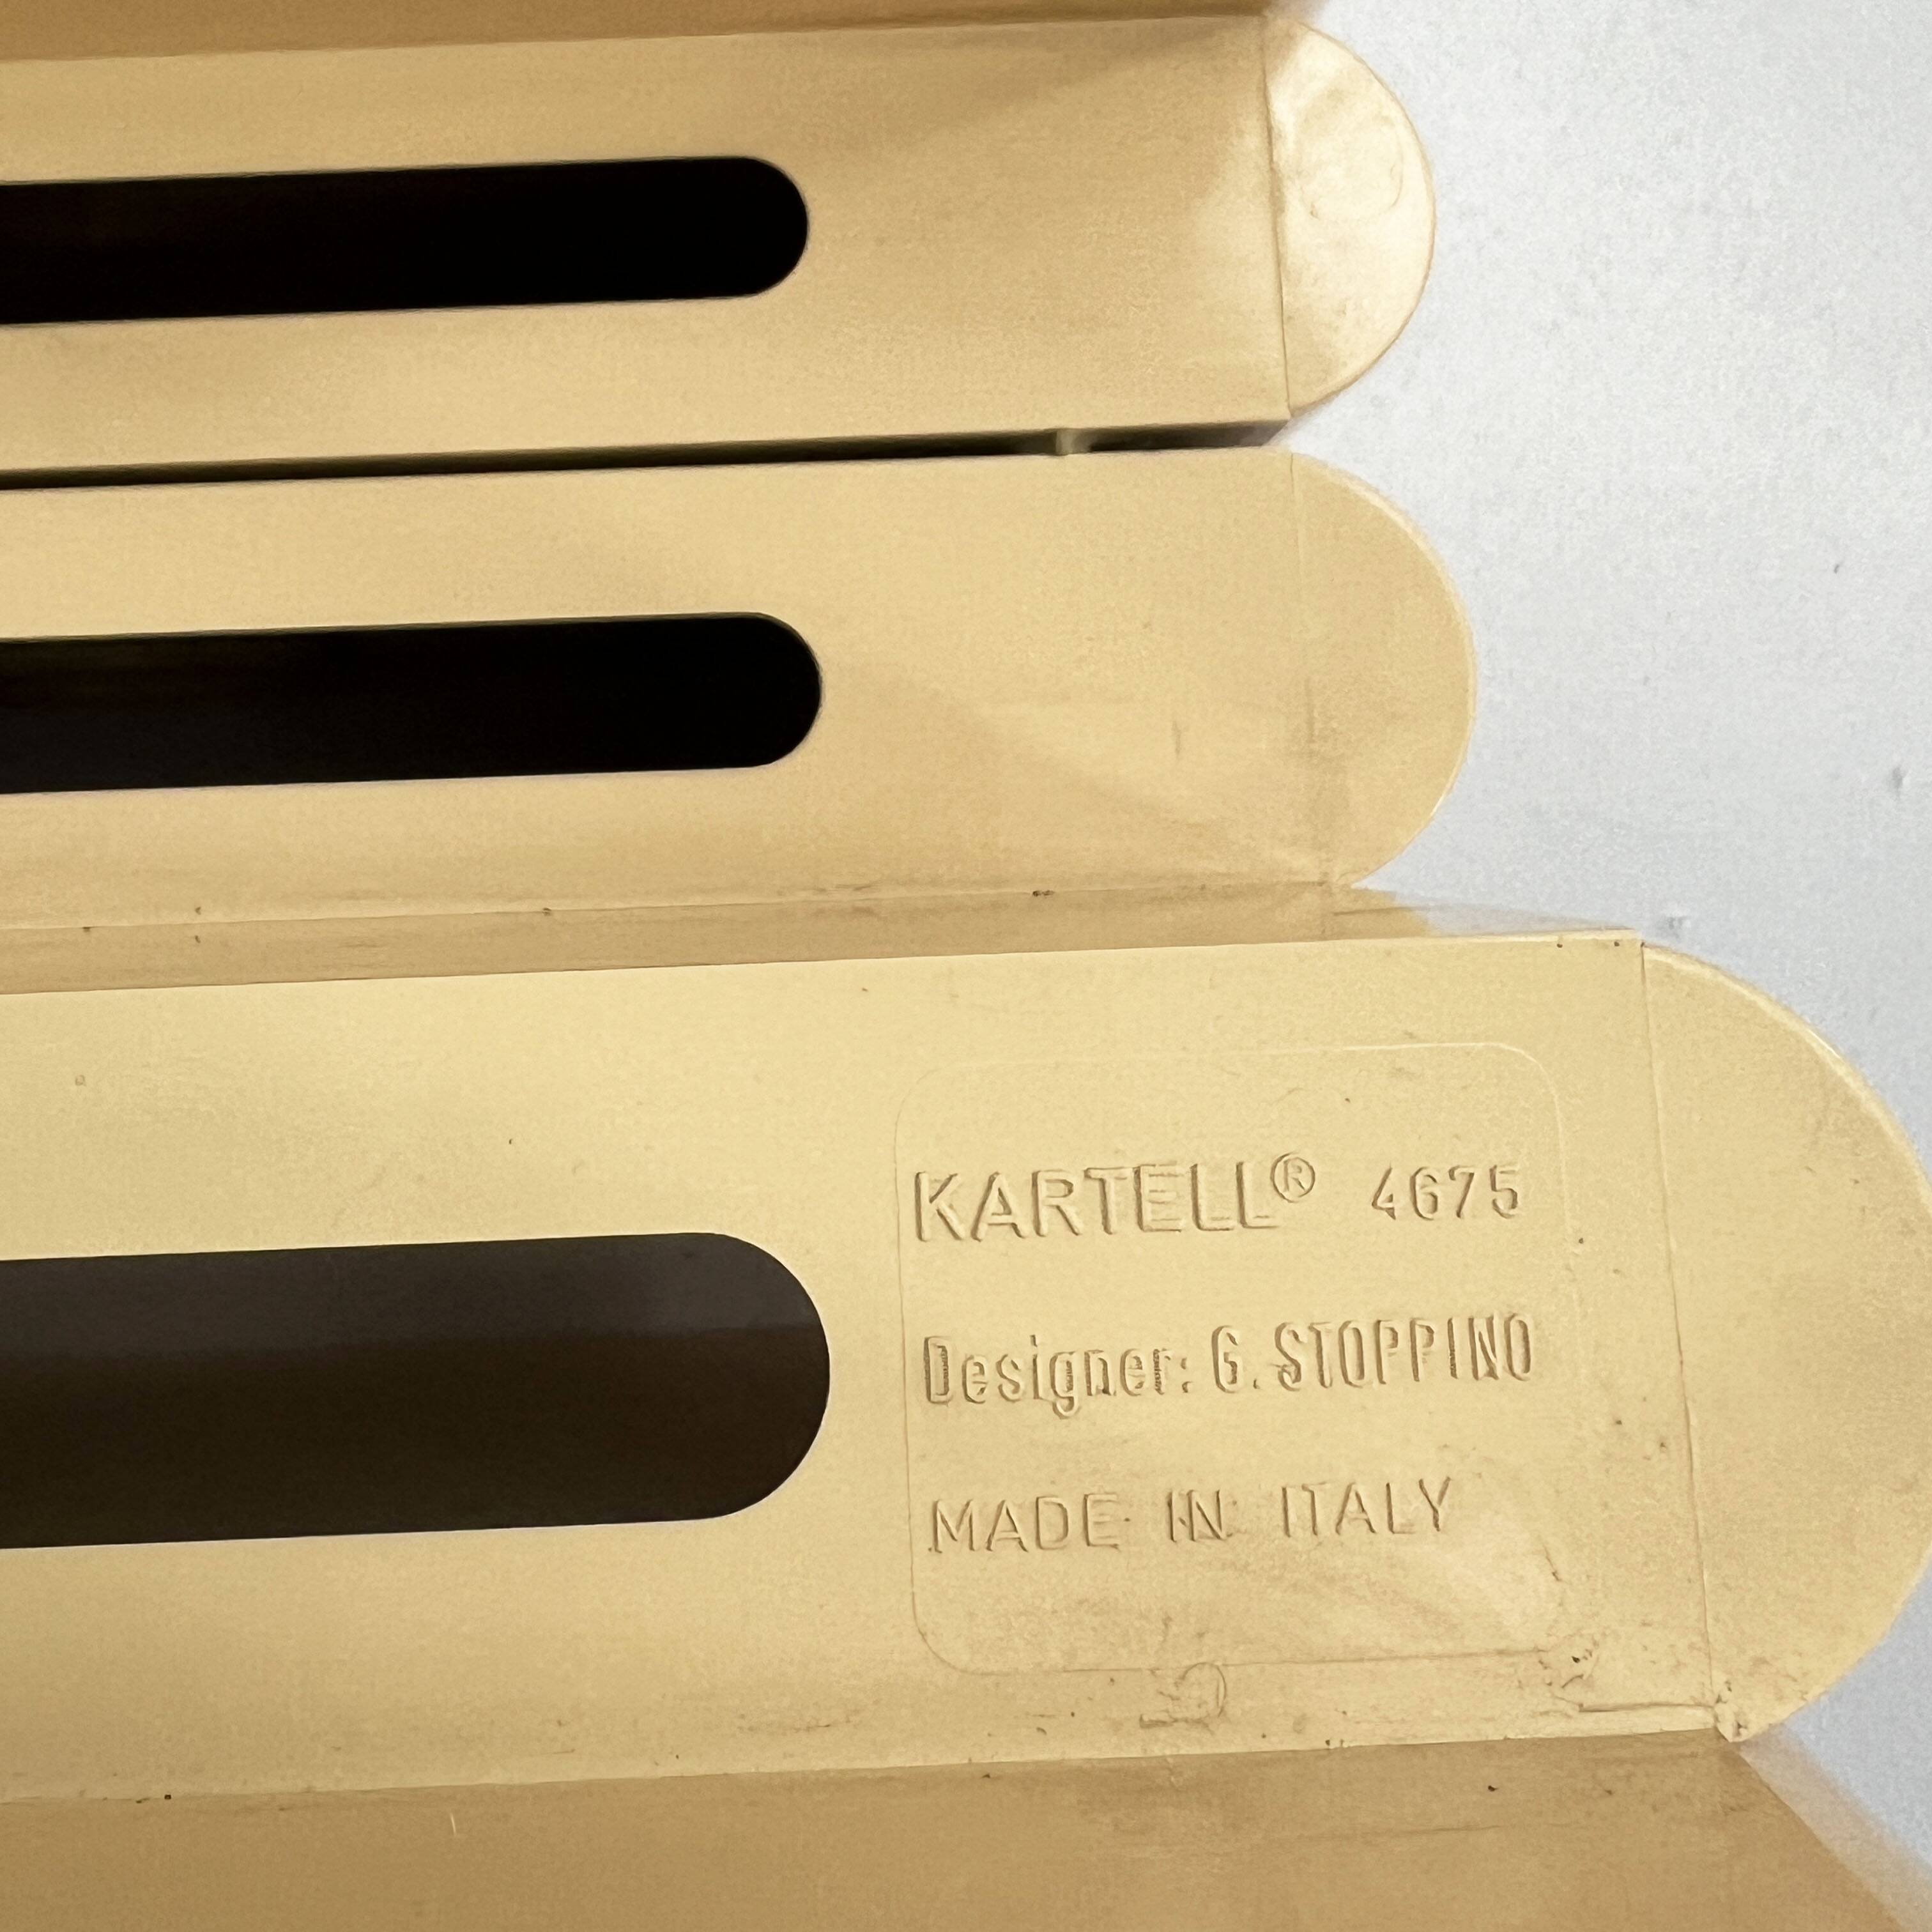 KARTELL® 4675
Designer: G. STOPPINO
MADE IN ITALY